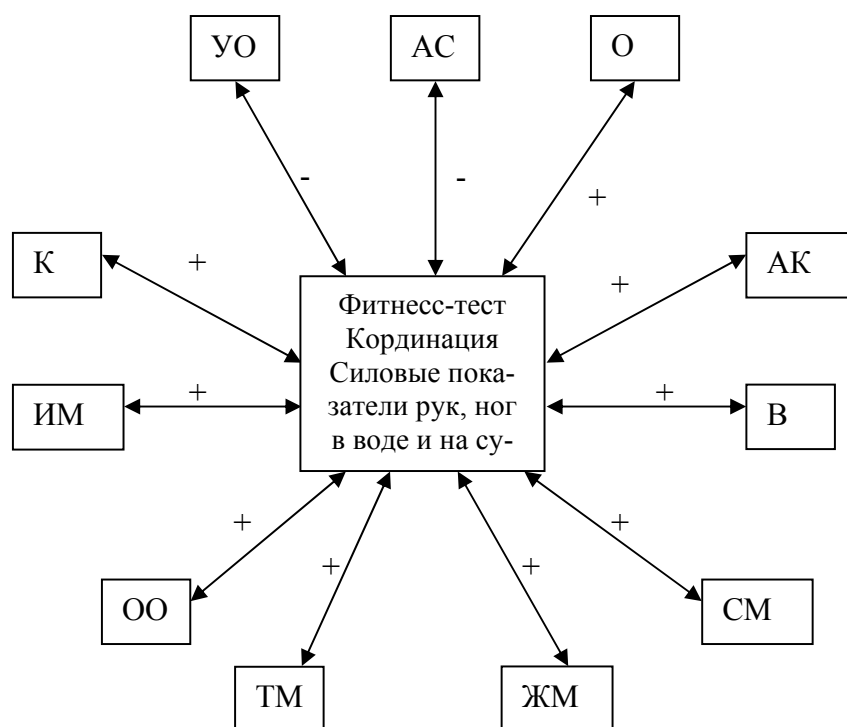 УО АС О
- - +
К + + АК
Фитнесс-тест
Кординация
Силовые пока-
затели рук, ног
в воде и на су-
ИМ + + В
+ +
ОО + + СМ
ТМ ЖМ